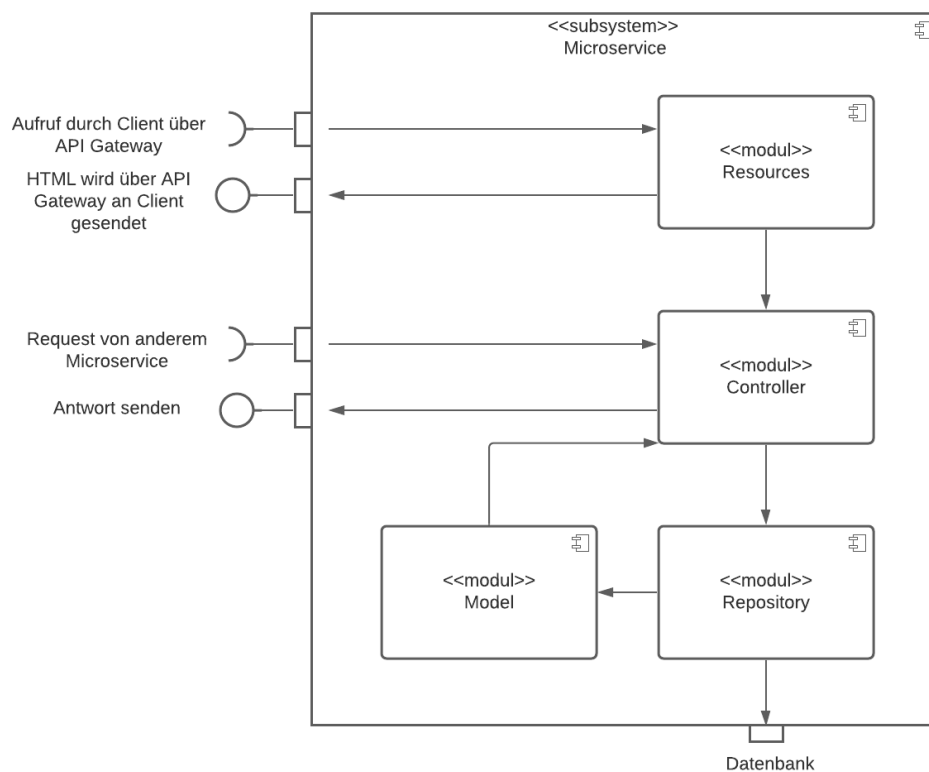 <<subsystem>>
Microservice
Aufruf durch Client über
API Gateway
HTML wird über API
Gateway an Client
gesendet
<<modul>>
Resources
Request von anderem
Microservice
Antwort senden
<<modul>>
Controller
<<modul>>
Model
<<modul>>
Repository
Datenbank